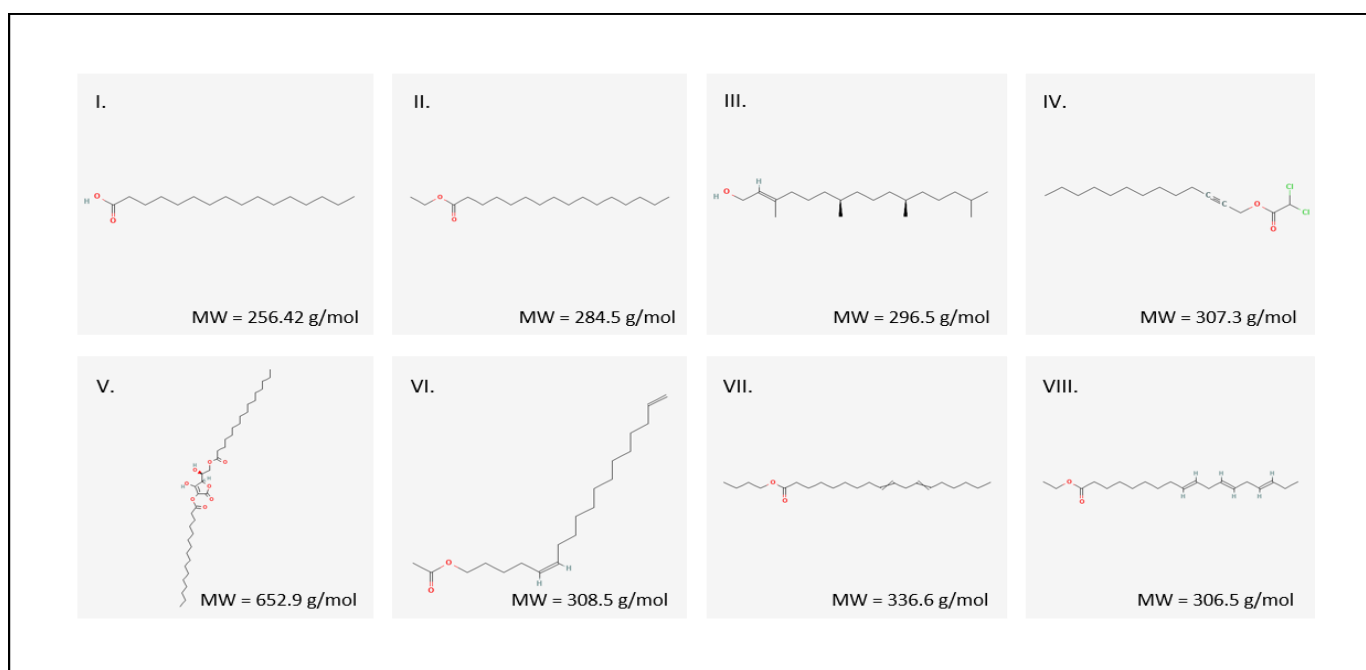 I.
II.
III.
IV.
H
O
O
O
O
H
O
H
C
C
O
O
Cl
Cl
MW = 256.42 g/mol
MW = 284.5 g/mol
MW = 296.5 g/mol
MW = 307.3 g/mol
V.
VI.
VII.
VIII.
O
O
H
O
H
H
O
O
O
O
O
O
O
H
H
O
O
O
O
H
H
H
H
H
H
MW = 652.9 g/mol
MW = 308.5 g/mol
MW = 336.6 g/mol
MW = 306.5 g/mol